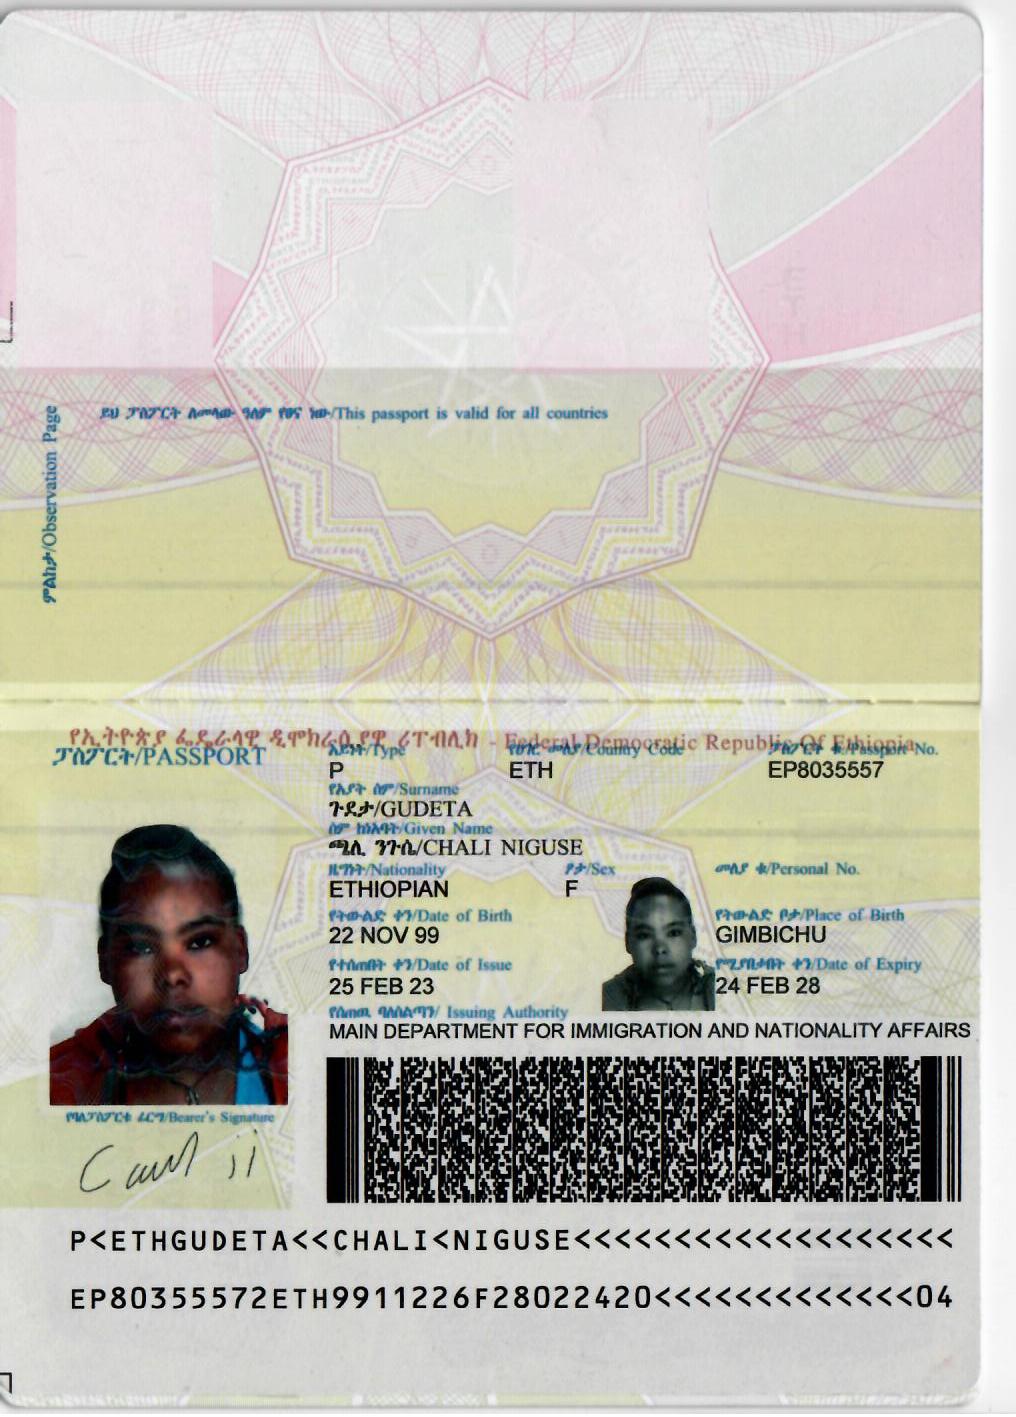 ይህ ፓስፖርት ለመላው ዓለም የፀና ነው/This passport is valid for all countries
ምልከታ/Observation Page
የኢትዮጵያ ፌዴራላዊ ዲሞክራሲያዊ ሪፐብሊክ - Federal Democratic Republic Of Ethiopia
ፓስፖርት/PASSPORT
ዓይነት/Type የሀገር መለያ/Country Code ፓስፖርት ቁ/Passport No.
P ETH EP8035557
የአያት ስም/Surname
ጉደታ/GUDETA
ስም ከነአባት/Given Name
ጫሊ ንጉሴ/CHALI NIGUSE
ዜግነት/Nationality ፆታ/Sex መለያ ቁ/Personal No.
ETHIOPIAN F
የትውልድ ቀን/Date of Birth የትውልድ ቦታ/Place of Birth
22 NOV 99 GIMBICHU
የተሰጠበት ቀን/Date of Issue የሚያበቃበት ቀን/Date of Expiry
25 FEB 23 24 FEB 28
የሰጠዉ ባለስልጣን/ Issuing Authority
MAIN DEPARTMENT FOR IMMIGRATION AND NATIONALITY AFFAIRS
የባለፓስፖርቱ ፊርማ/Bearer's Signature
P<ETHGUDETA<<CHALI<NIGUSE<<<<<<<<<<<<<<<<<<<
EP80355572ETH9911226F28022420<<<<<<<<<<<<<04